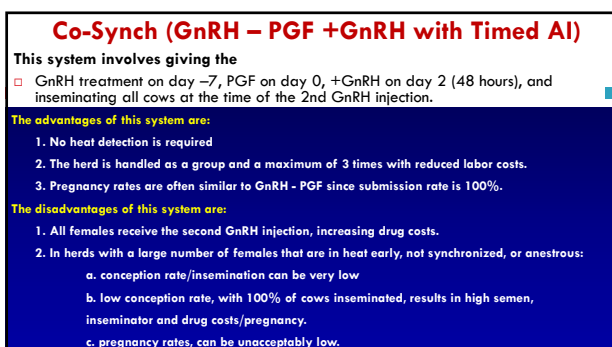 Co-Synch (GnRH – PGF +GnRH with Timed AI)
This system involves giving the
□ GnRH treatment on day –7, PGF on day 0, +GnRH on day 2 (48 hours), and
inseminating all cows at the time of the 2nd GnRH injection.
The advantages of this system are:
1. No heat detection is required
2. The herd is handled as a group and a maximum of 3 times with reduced labor costs.
3. Pregnancy rates are often similar to GnRH - PGF since submission rate is 100%.
The disadvantages of this system are:
1. All females receive the second GnRH injection, increasing drug costs.
2. In herds with a large number of females that are in heat early, not synchronized, or anestrous:
a. conception rate/insemination can be very low
b. low conception rate, with 100% of cows inseminated, results in high semen,
inseminator and drug costs/pregnancy.
c. pregnancy rates, can be unacceptably low.